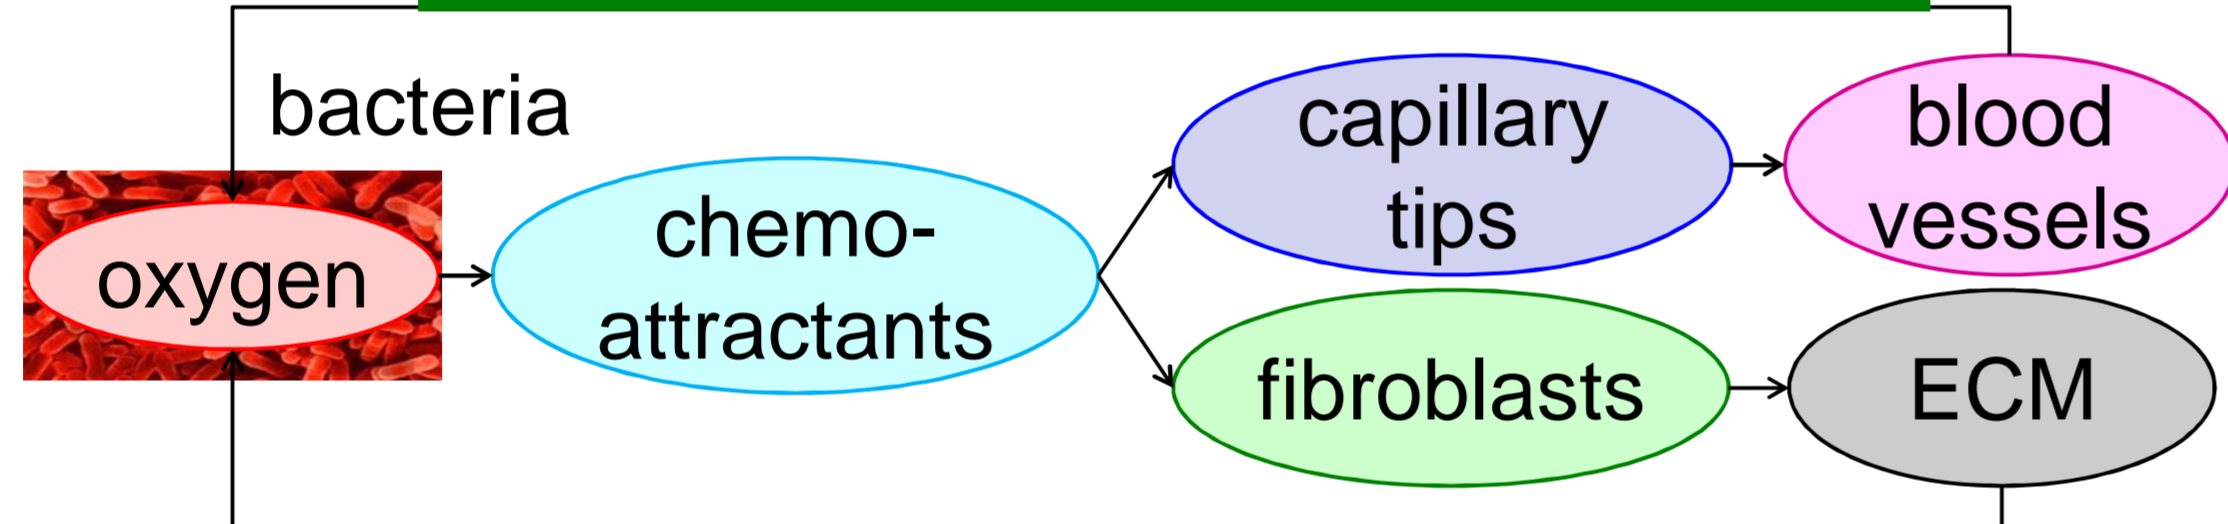 bacteria
oxygen
chemo-
attractants
capillary
tips
blood
vessels
fibroblasts
ECM